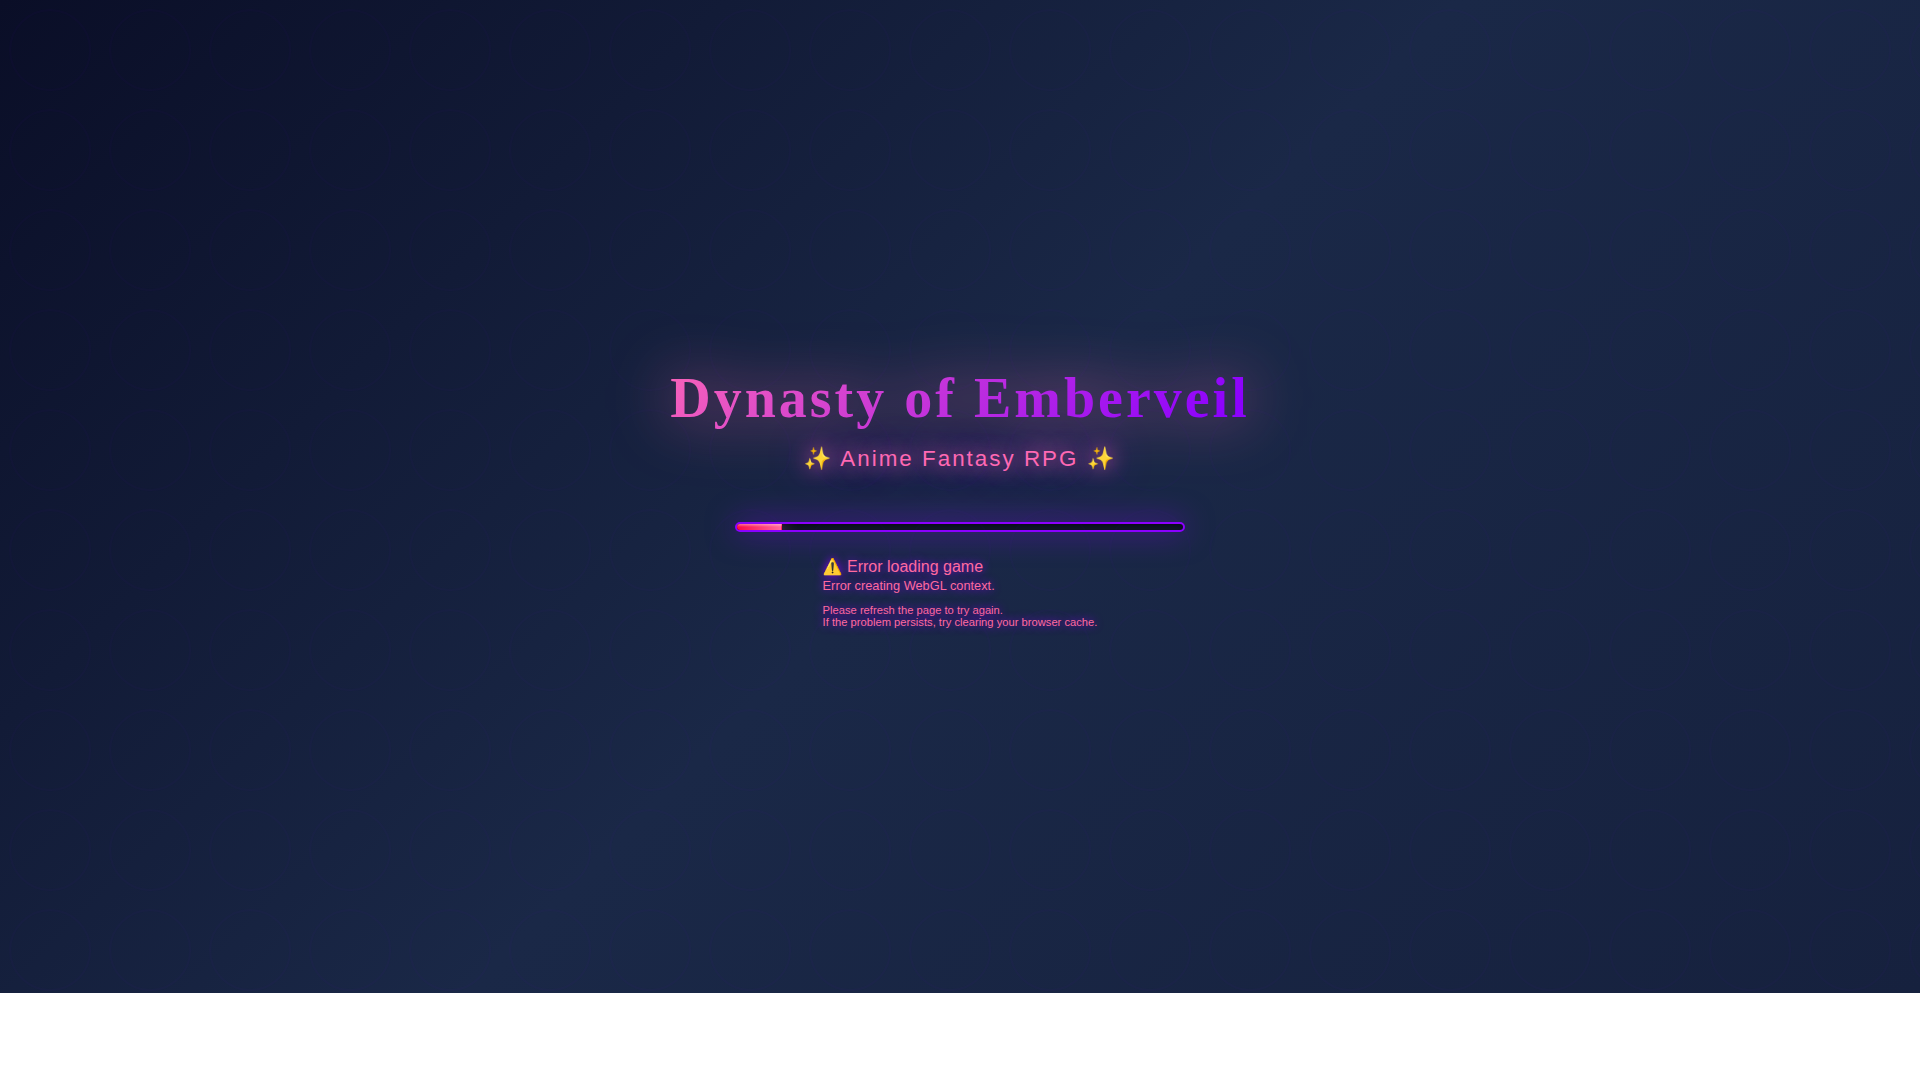 Dynasty of Emberveil
✨ Anime Fantasy RPG ✨
⚠️ Error loading game
Error creating WebGL context.
Please refresh the page to try again.
If the problem persists, try clearing your browser cache.